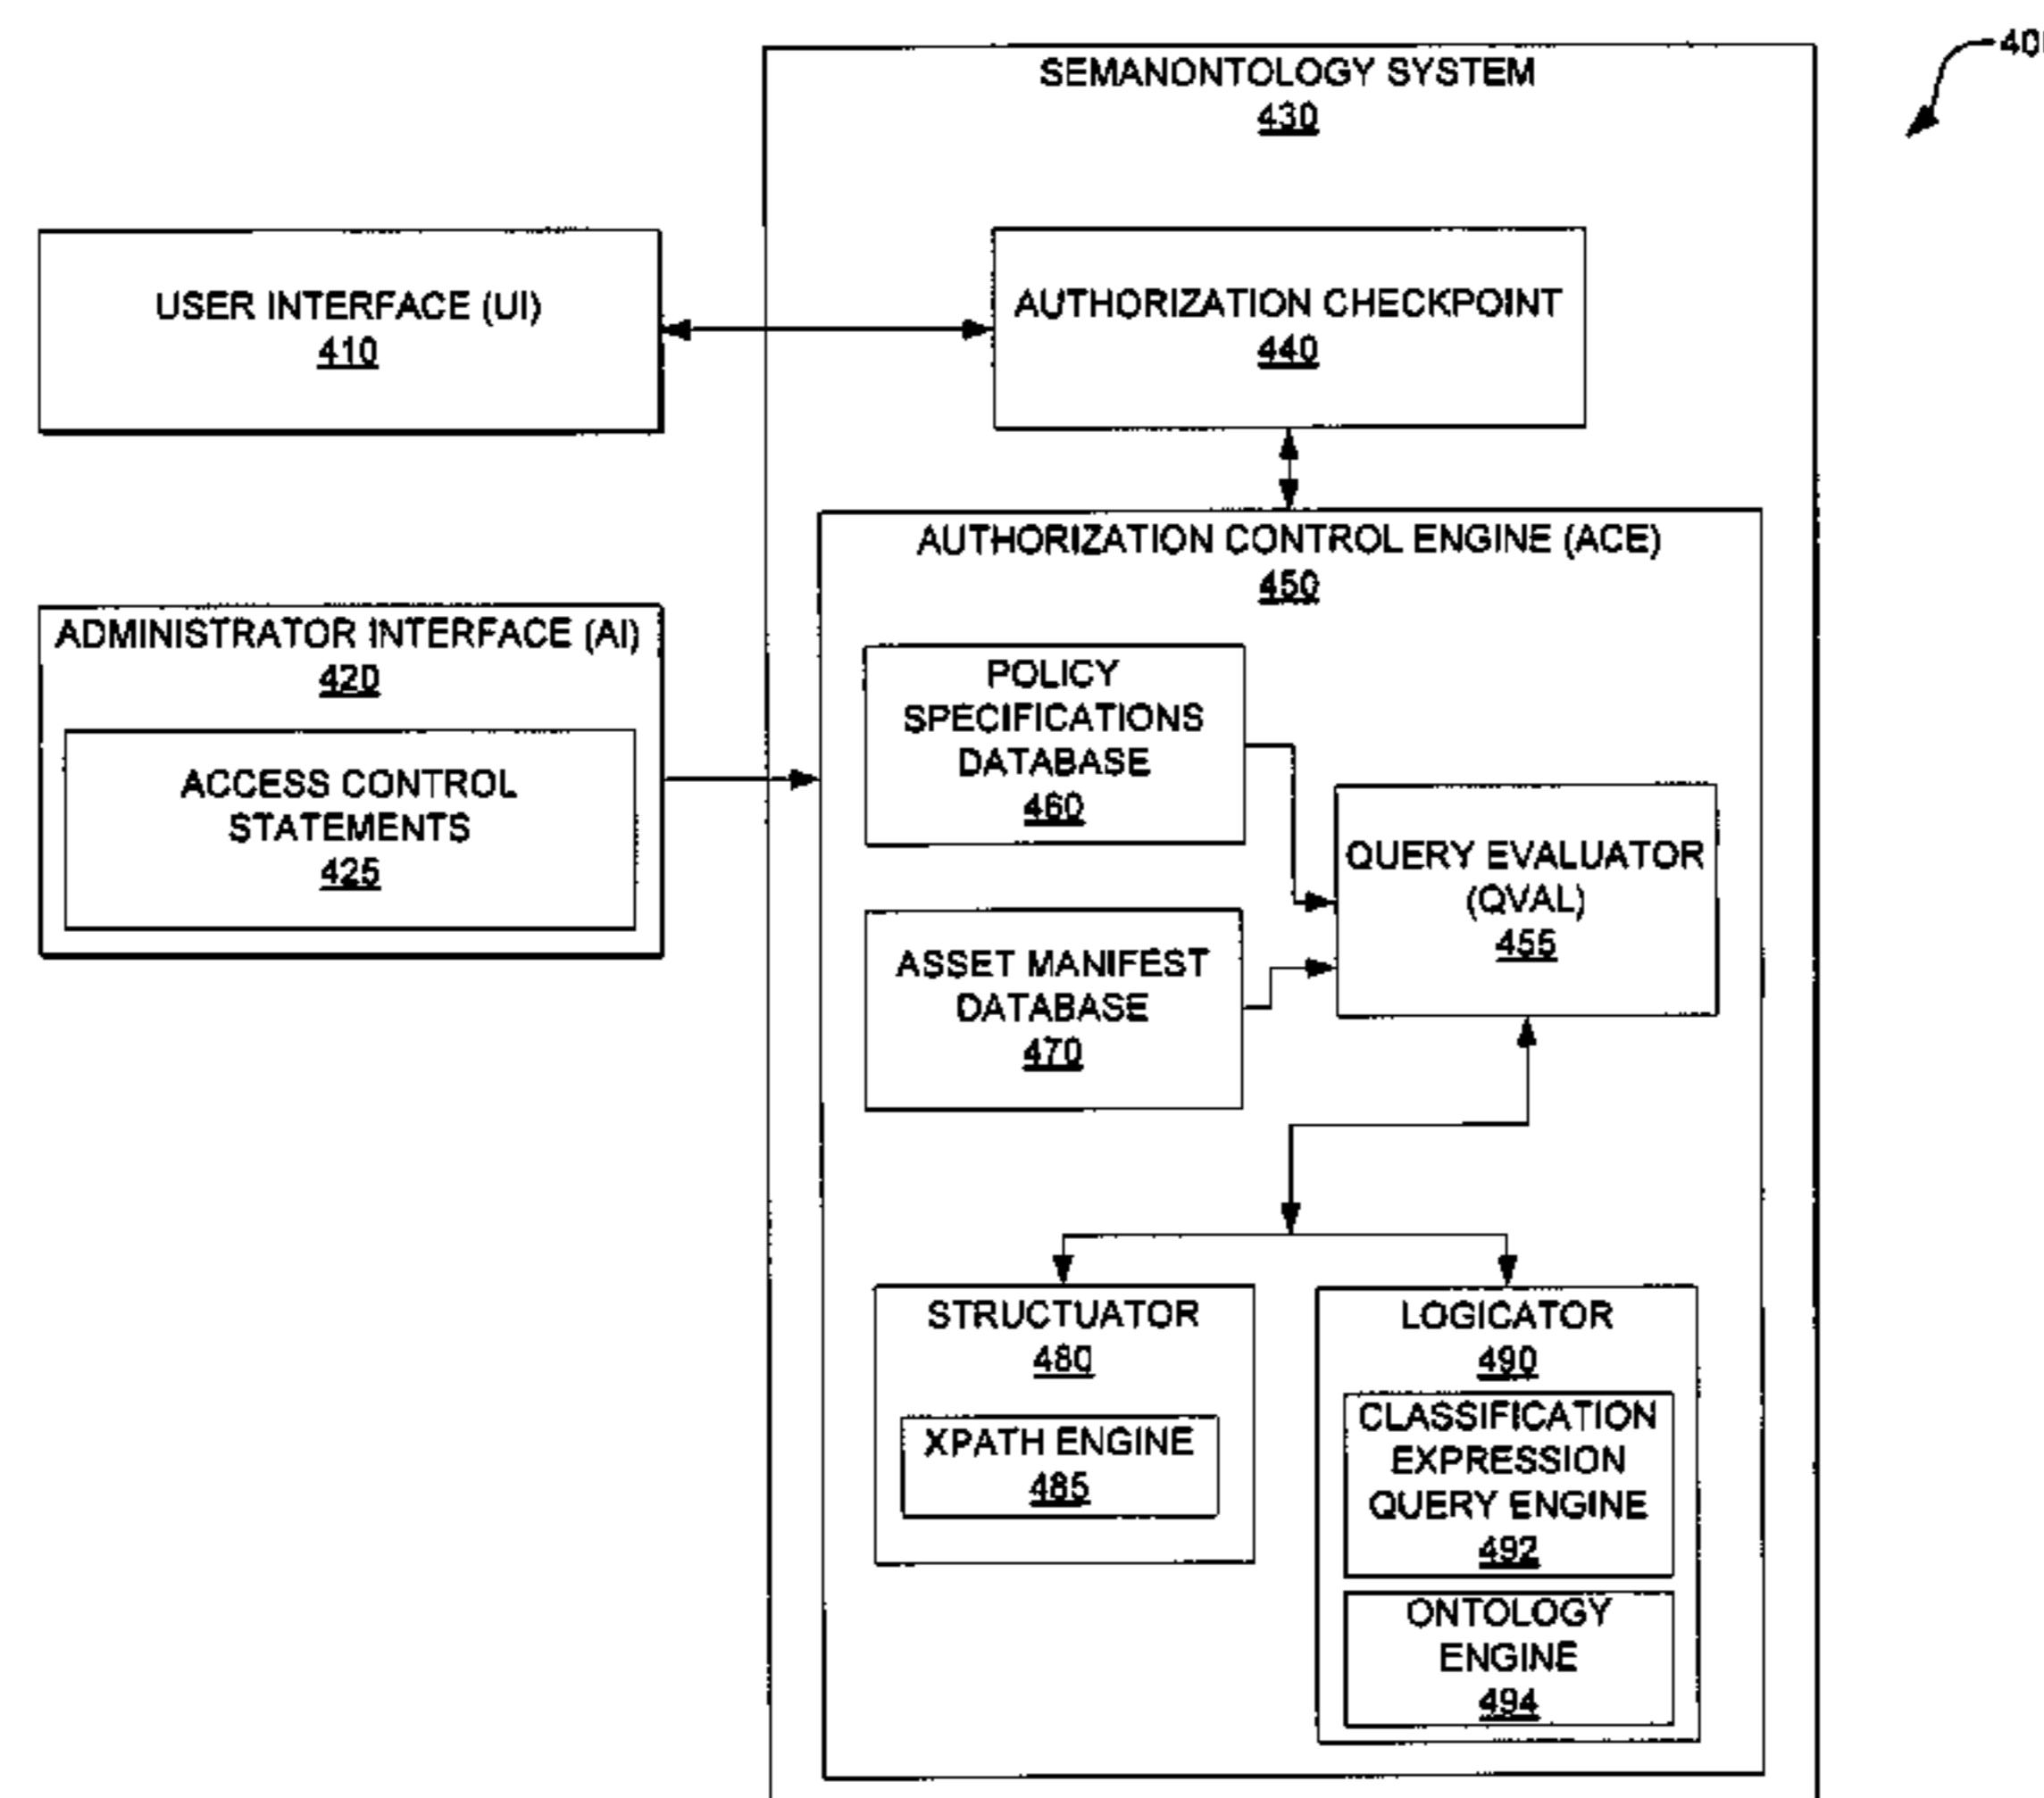 SEMANONTOLOGY SYSTEM
430
USER INTERFACE (UI)
410
AUTHORIZATION CHECKPOINT
440
AUTHORIZATION CONTROL ENGINE (ACE)
450
ADMINISTRATOR INTERFACE (AI)
420
ACCESS CONTROL
STATEMENTS
425
POLICY
SPECIFICATIONS
DATABASE
460
QUERY EVALUATOR
(QVAL)
455
ASSET MANIFEST
DATABASE
470
STRUCTUATOR
480
XPATH ENGINE
485
LOGICATOR
490
CLASSIFICATION
EXPRESSION
QUERY ENGINE
492
ONTOLOGY
ENGINE
494